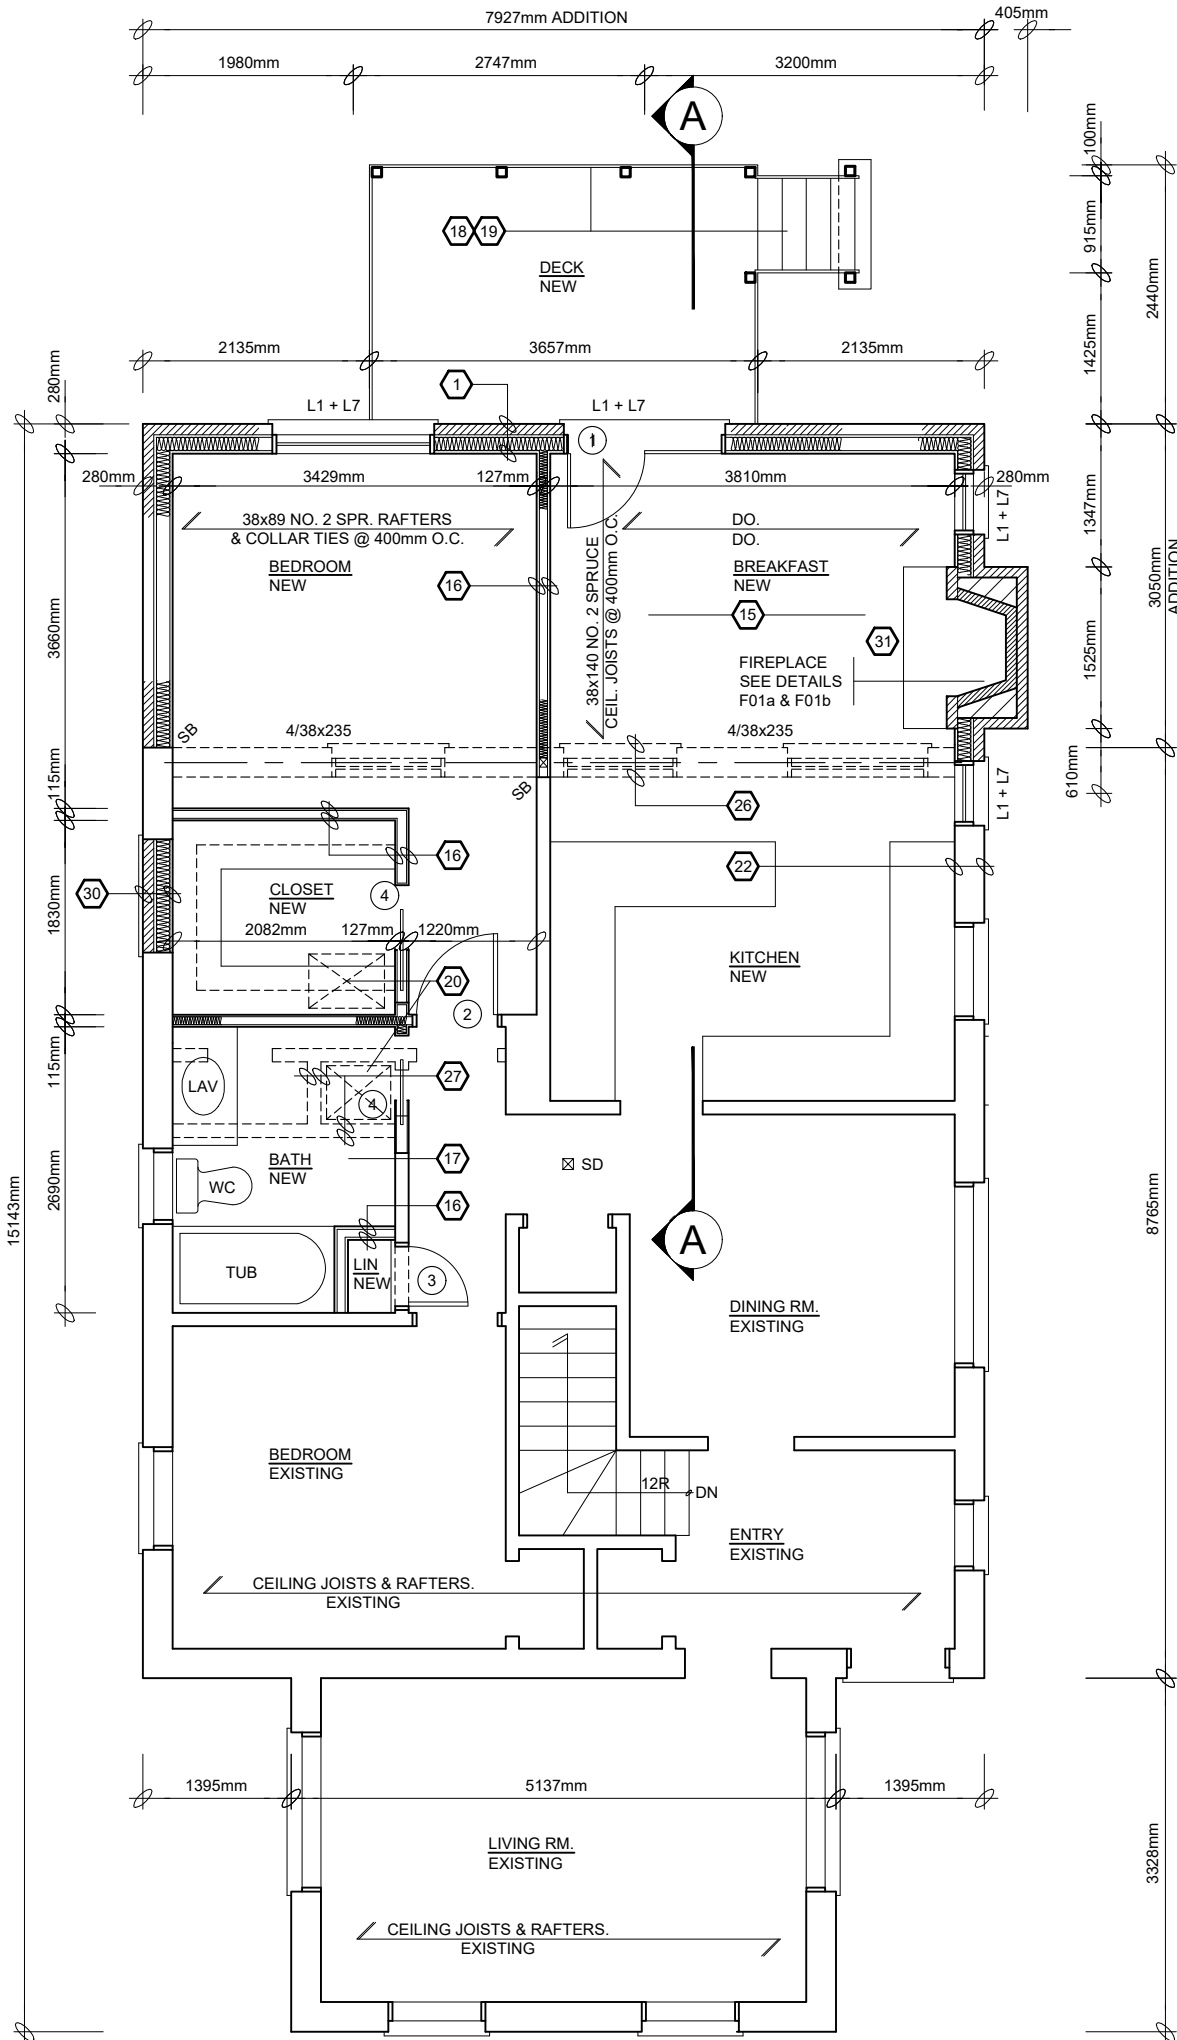 7927mm ADDITION
405mm
1980mm
2747mm
3200mm
A
100mm
18
19
915mm
DECK
NEW
2440mm
2135mm
3657mm
2135mm
1425mm
280mm
1
L1 + L7
L1 + L7
1
280mm
3429mm
127mm
3810mm
280mm
L1 + L7
1347mm
38x89 NO. 2 SPR. RAFTERS
& COLLAR TIES @ 400mm O.C.
DO.
DO.
BEDROOM
NEW
16
38x140 NO. 2 SPRUCE
CEIL. JOISTS @ 400mm O.C.
BREAKFAST
NEW
3050mm
ADDITION
15
31
3660mm
1525mm
FIREPLACE
SEE DETAILS
F01a & F01b
SB
4/38x235
4/38x235
SB
115mm
26
610mm
L1 + L7
16
22
30
CLOSET
NEW
4
1830mm
2082mm
127mm
1220mm
KITCHEN
NEW
20
2
115mm
LAV
27
4
BATH
NEW
17
SD
WC
2690mm
16
15143mm
8765mm
A
TUB
LIN
NEW
3
DINING RM.
EXISTING
BEDROOM
EXISTING
12R
DN
ENTRY
EXISTING
CEILING JOISTS & RAFTERS.
EXISTING
1395mm
5137mm
1395mm
LIVING RM.
EXISTING
3328mm
CEILING JOISTS & RAFTERS.
EXISTING